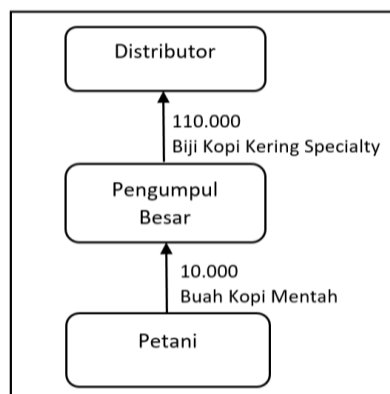 Distributor
110.000
Biji Kopi Kering Specialty
Pengumpul
Besar
10.000
Buah Kopi Mentah
Petani